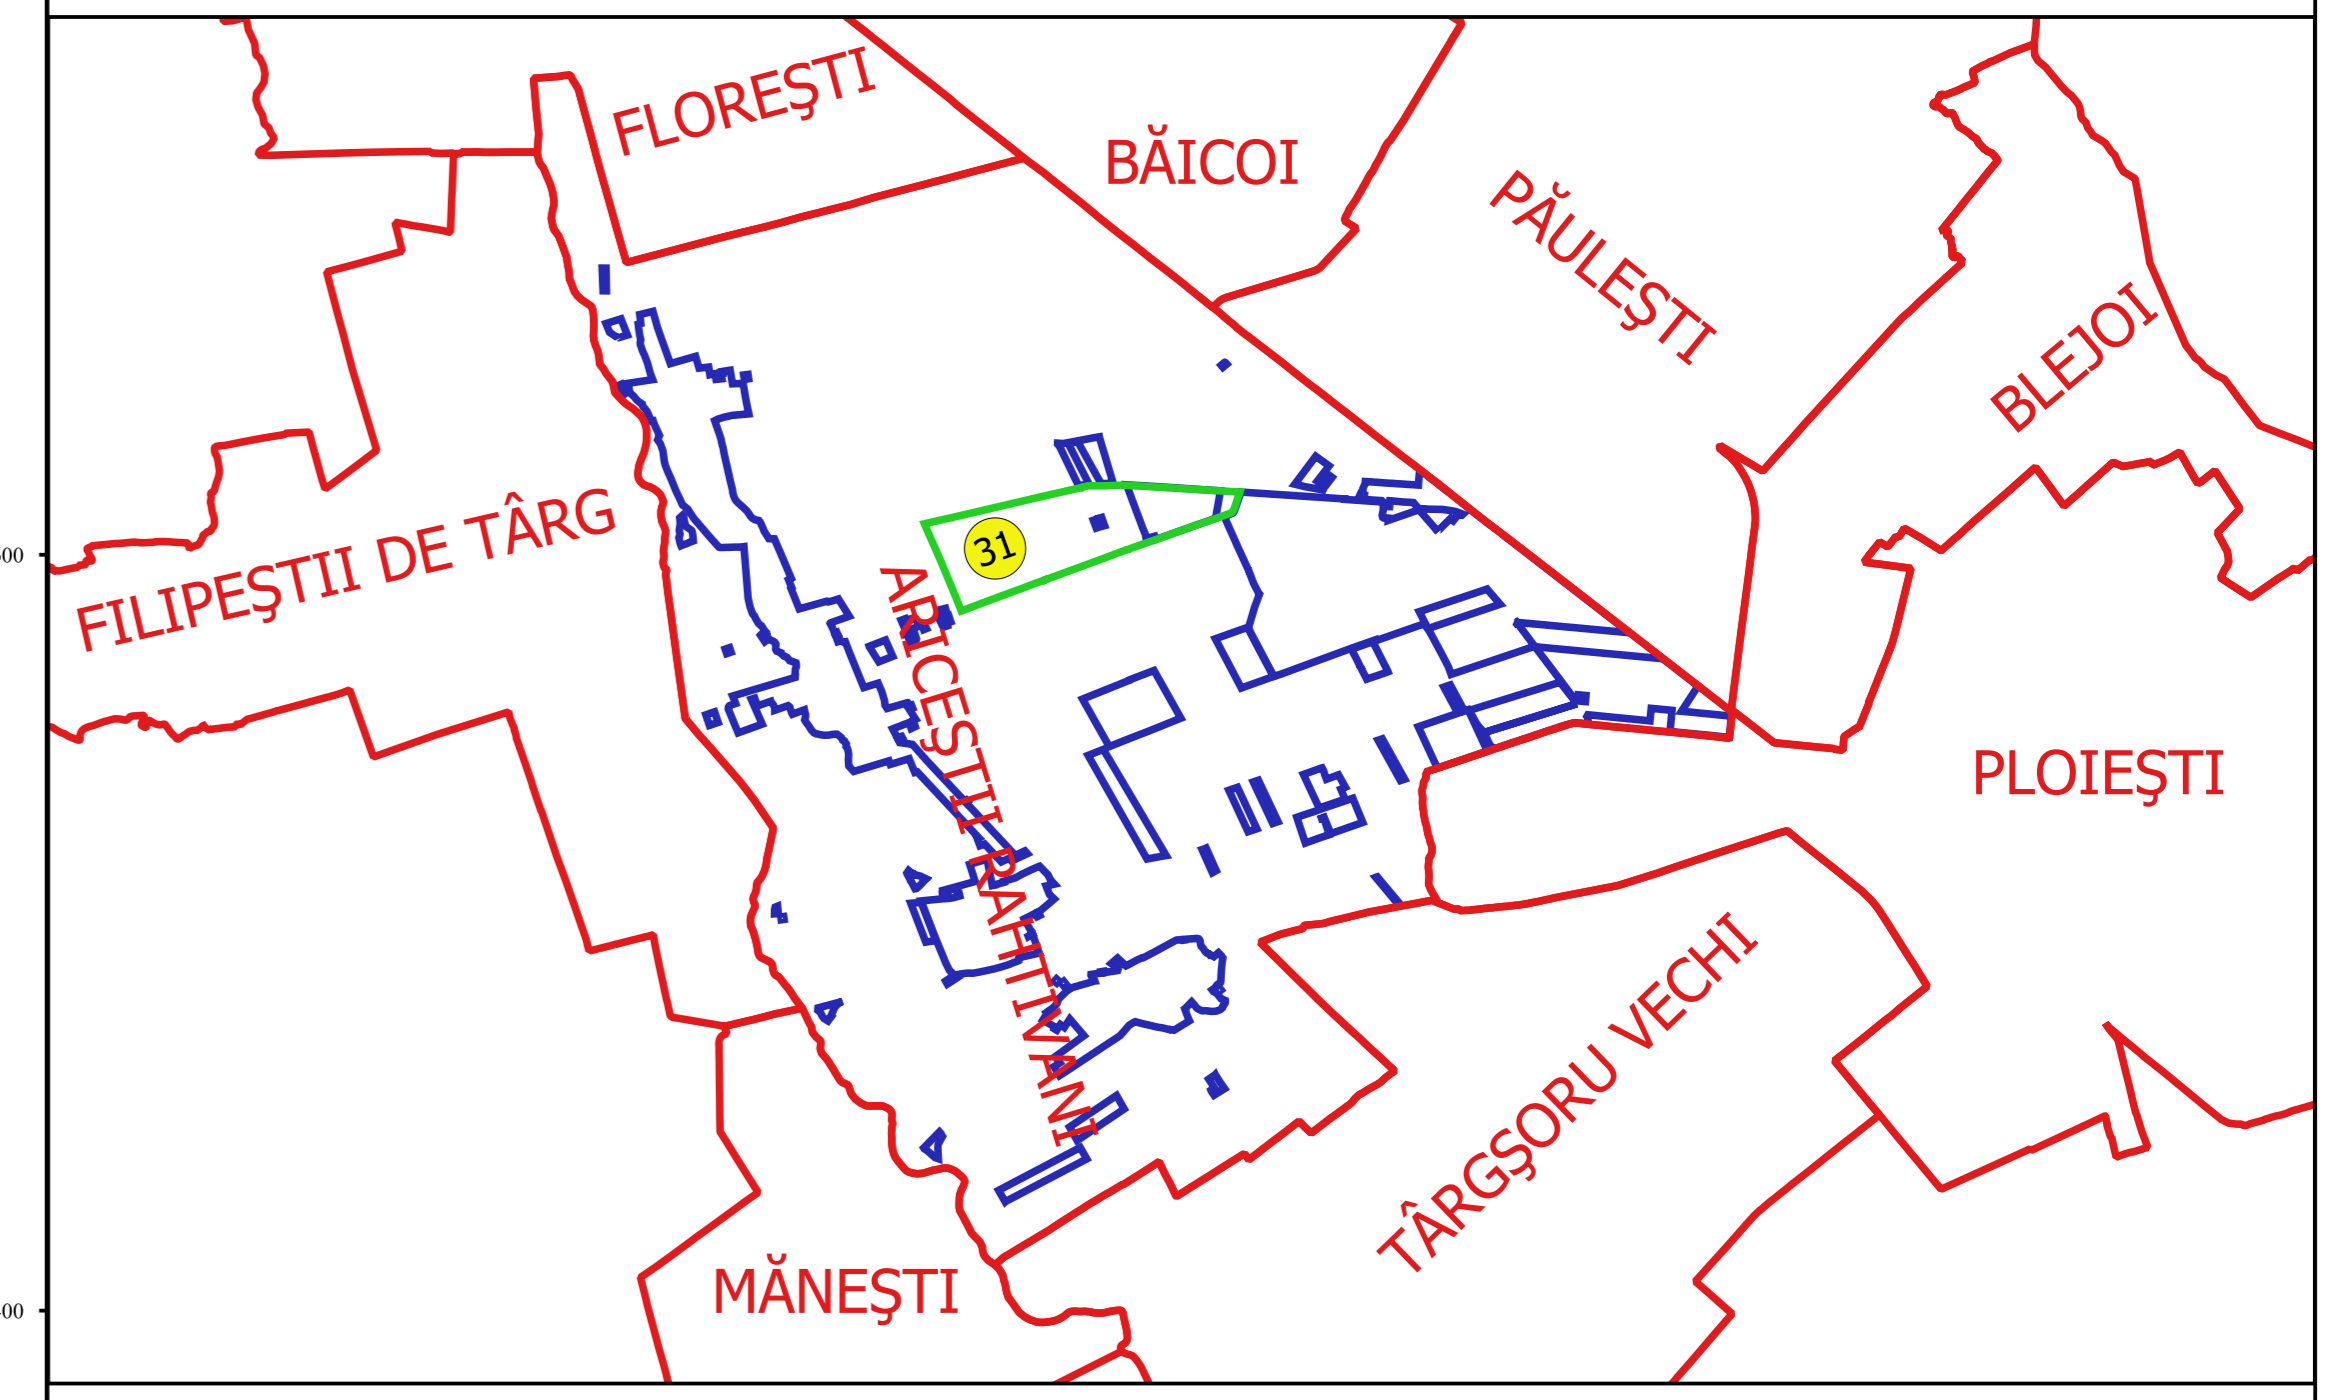 FLOREŞTI
BĂICOI
PĂULEŞTI
BLEJOI
FILIPEŞTII DE TÂRG
31
ARICEŞTII RAHTIVANI
PLOIEŞTI
TÂRGŞORU VECHI
MĂNEŞTI